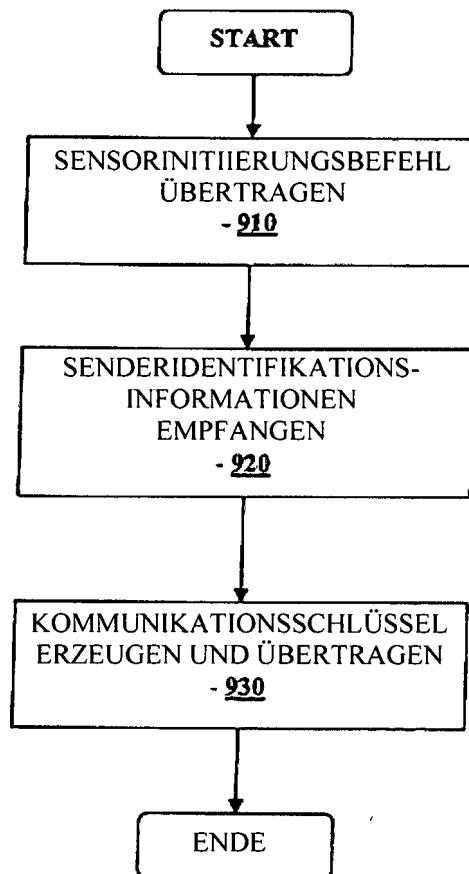 START
SENSORINITIIERUNGSBEFEHL
ÜBERTRAGEN
- 910
SENDERIDENTIFIKATIONS-
INFORMATIONEN
EMPFANGEN
- 920
KOMMUNIKATIONSSCHLÜSSEL
ERZEUGEN UND ÜBERTRAGEN
- 930
ENDE